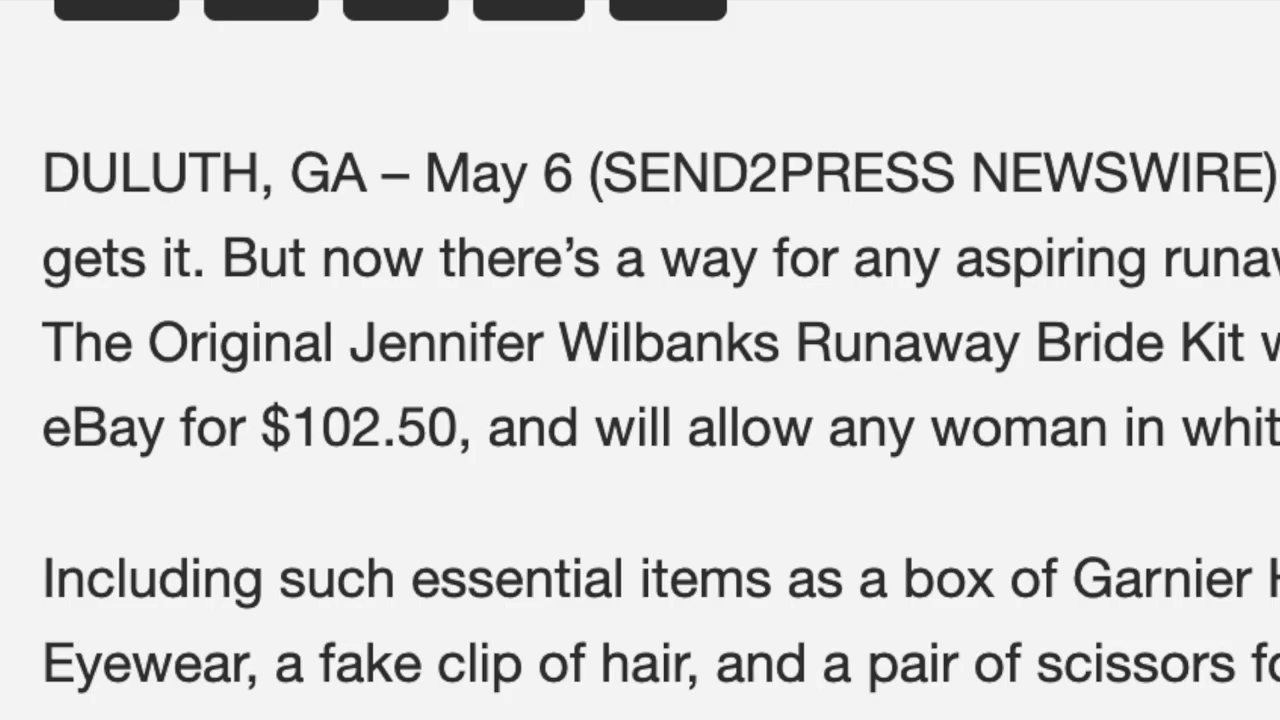 DULUTH, GA – May 6 (SEND2PRESS NEWSWIRE)
gets it. But now there’s a way for any aspiring
The Original Jennifer Wilbanks Runaway Bride Kit
eBay for $102.50, and will allow any woman in
Including such essential items as a box of Garnier
Eyewear, a fake clip of hair, and a pair of scissors